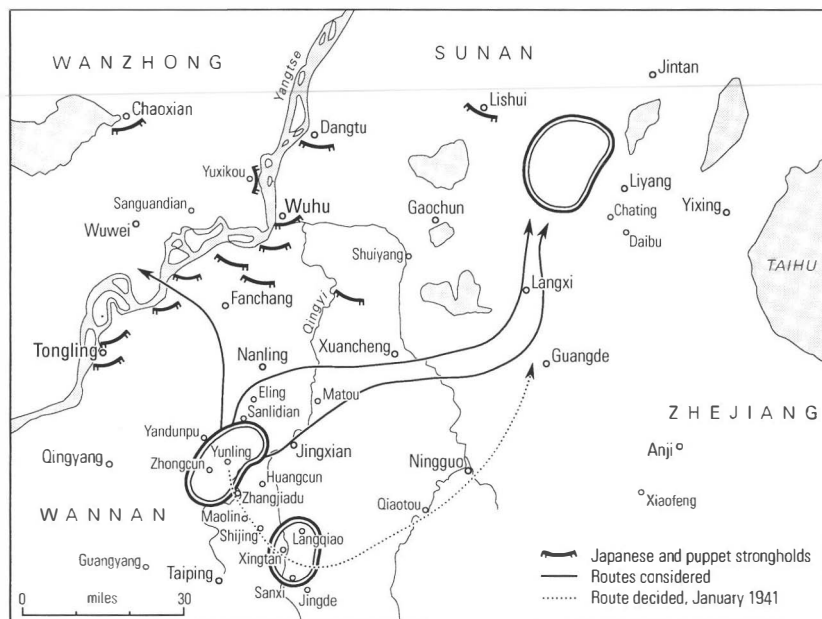 WANZHONG
SUNAN
Jintan
Yangtse
Chaoxian
Lishui
Dangtu
Yuxikou
Liyang
Sanguandian
Wuhu
Gaochun
Chating
Yixing
Wuwei
Daibu
Shuiyang
TAIHU
Langxi
Fanchang
Qingyi
Tongling
Xuancheng
Nanling
Guangde
Eling
Matou
Sanlidian
ZHEJIANG
Yandunpu
Jingxian
Anji
Yunling
Qingyang
Zhongcun
Ningguo
Huangcun
Zhangjiadu
Xiaofeng
WANNAN
Maolin
Qiaotou
Shijing
Langqiao
Xingtan
Guangyang
Taiping
Sanxi
Jingde
Japanese and puppet strongholds
Routes considered
Route decided, January 1941
0 miles 30